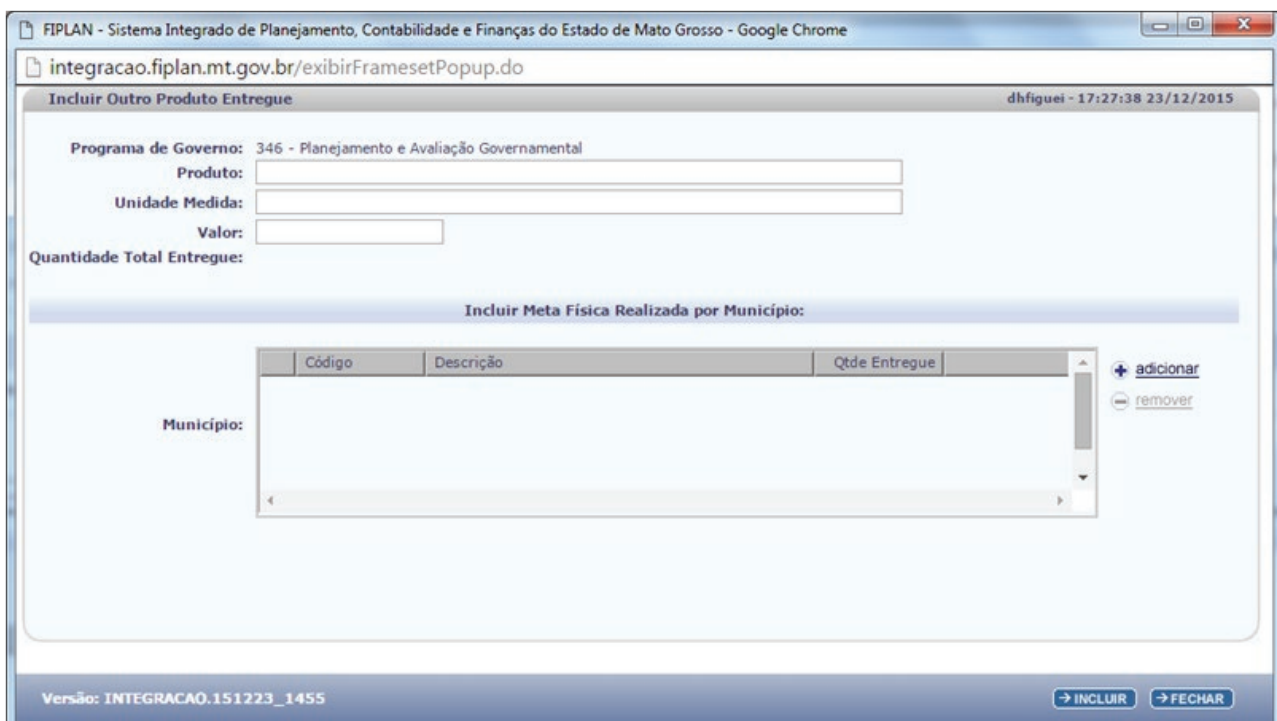 FIPLAN - Sistema Integrado de Planejamento, Contabilidade e Finanças do Estado de Mato Grosso - Google Chrome
integracao.fiplan.mt.gov.br/exibirFramesetPopup.do
Incluir Outro Produto Entregue dhfiguei - 17:27:38 23/12/2015
Programa de Governo: 346 - Planejamento e Avaliação Governamental
Produto:
Unidade Medida:
Valor:
Quantidade Total Entregue:
Incluir Meta Física Realizada por Município:
Código Descrição Qtde Entregue
adicionar
remover
Município:
Versão: INTEGRACAO.151223_1455 INCLUIR FECHAR